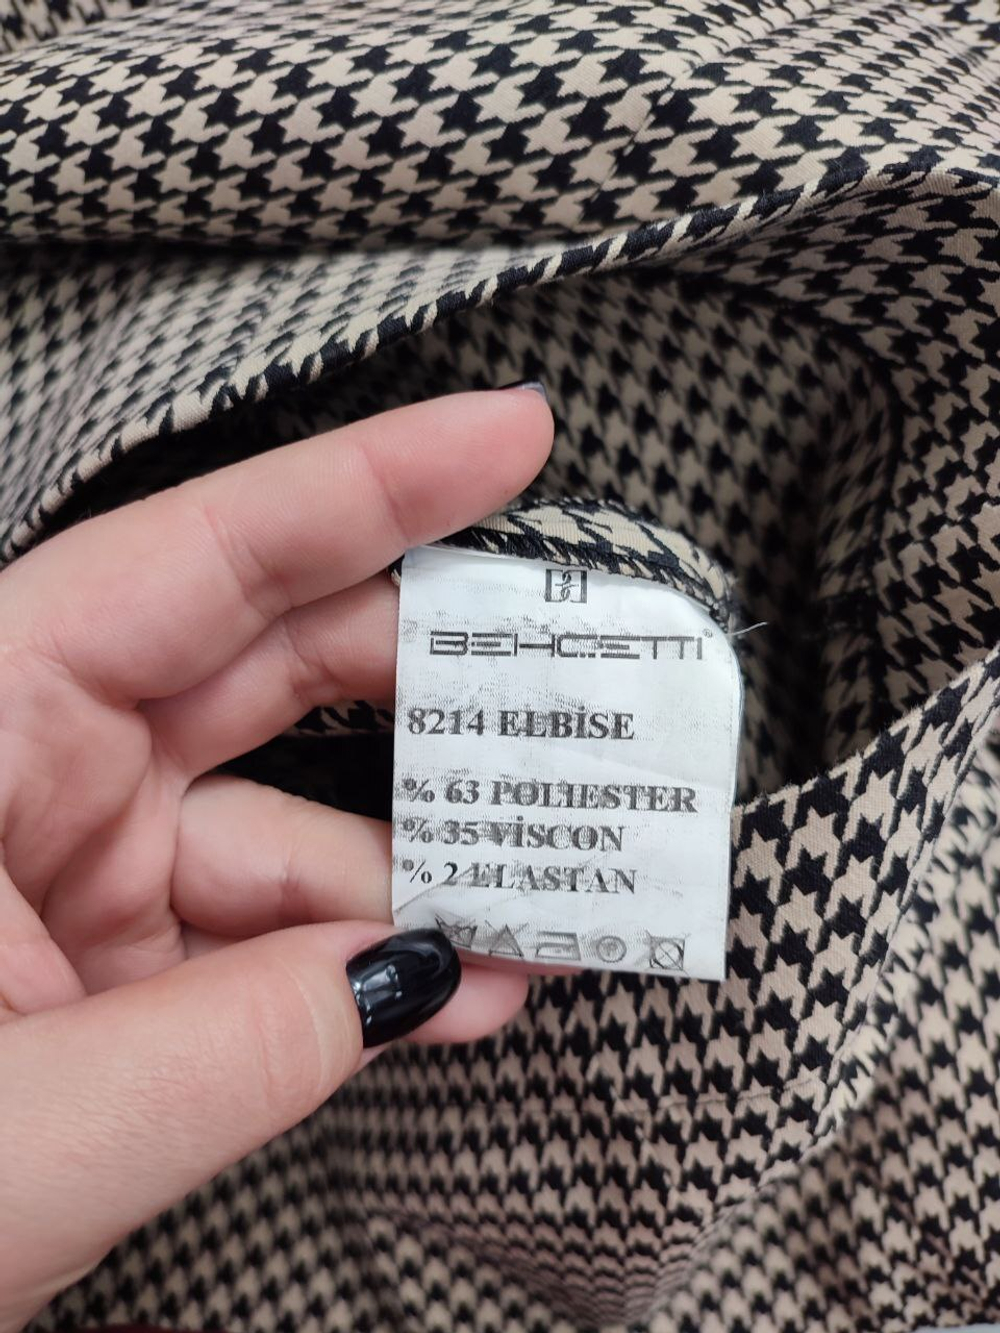 BEHCETTI
8214 ELBİSE
% 63 POLIESTER
% 35 VİSCON
% 2 ELASTAN